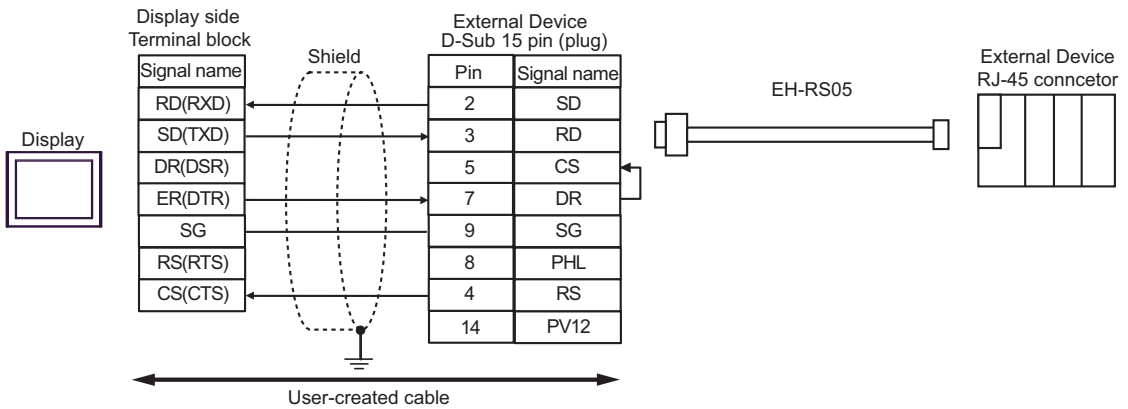 Display side
Terminal block
External Device
D-Sub 15 pin (plug)
External Device
RJ-45 conncetor
Shield
EH-RS05
Display
Signal name
Pin Signal name
RD(RXD) 2 SD
SD(TXD) 3 RD
DR(DSR) 5 CS
ER(DTR) 7 DR
SG 9 SG
RS(RTS) 8 PHL
CS(CTS) 4 RS
14 PV12
User-created cable